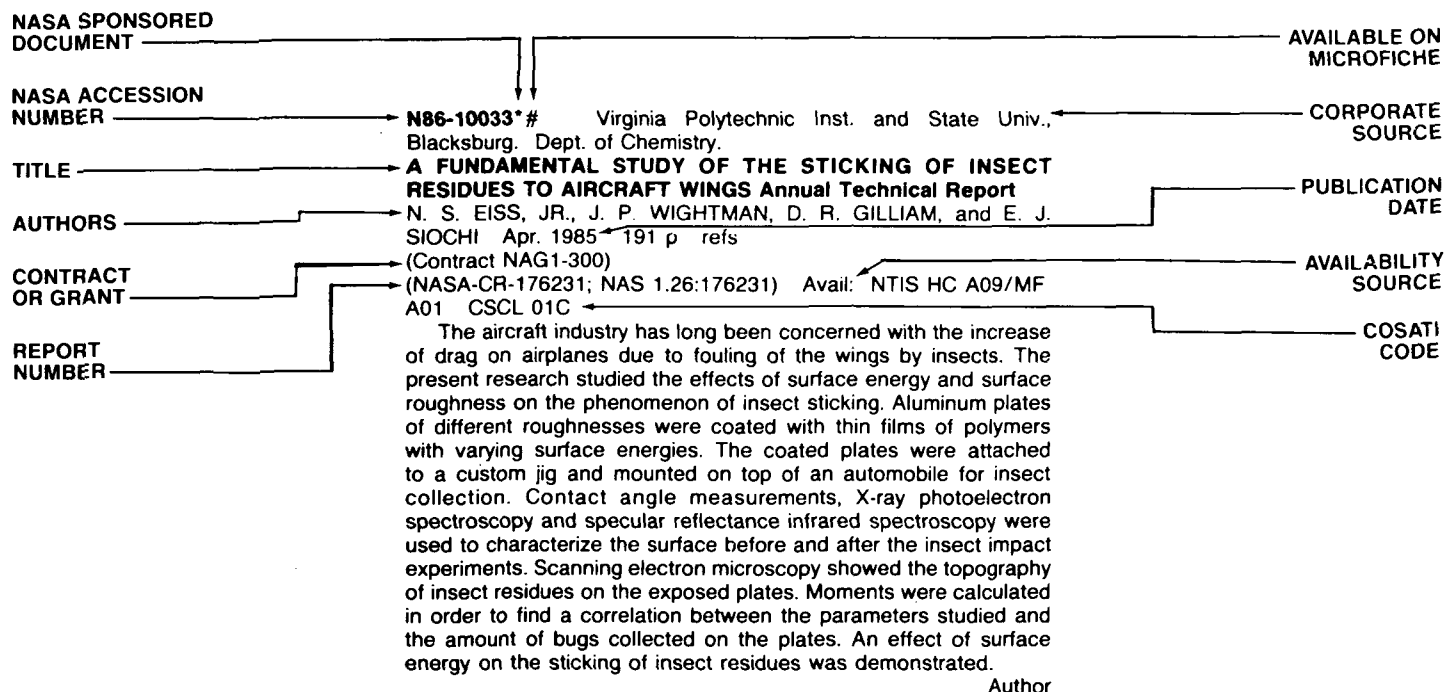 NASA SPONSORED
DOCUMENT
AVAILABLE ON
MICROFICHE
NASA ACCESSION
NUMBER
N86-10033*# Virginia Polytechnic Inst. and State Univ.,
CORPORATE
SOURCE
Blacksburg. Dept. of Chemistry.
TITLE
A FUNDAMENTAL STUDY OF THE STICKING OF INSECT
RESIDUES TO AIRCRAFT WINGS Annual Technical Report
PUBLICATION
DATE
AUTHORS
N. S. EISS, JR., J. P. WIGHTMAN, D. R. GILLIAM, and E. J.
SIOCHI Apr. 1985 191 p refs
CONTRACT
OR GRANT
(Contract NAG1-300)
AVAILABILITY
SOURCE
(NASA-CR-176231; NAS 1.26:176231) Avail: NTIS HC A09/MF
A01 CSCL 01C
COSATI
CODE
REPORT
NUMBER
The aircraft industry has long been concerned with the increase
of drag on airplanes due to fouling of the wings by insects. The
present research studied the effects of surface energy and surface
roughness on the phenomenon of insect sticking. Aluminum plates
of different roughnesses were coated with thin films of polymers
with varying surface energies. The coated plates were attached
to a custom jig and mounted on top of an automobile for insect
collection. Contact angle measurements, X-ray photoelectron
spectroscopy and specular reflectance infrared spectroscopy were
used to characterize the surface before and after the insect impact
experiments. Scanning electron microscopy showed the topography
of insect residues on the exposed plates. Moments were calculated
in order to find a correlation between the parameters studied and
the amount of bugs collected on the plates. An effect of surface
energy on the sticking of insect residues was demonstrated.
Author